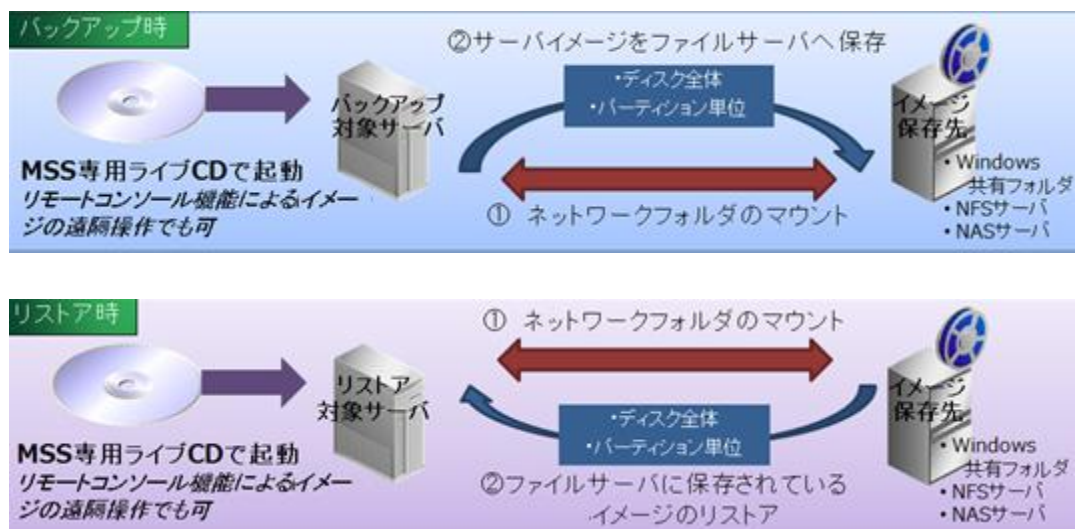 バックアップ時
②サーバイメージをファイルサーバへ保存
・ディスク全体
・パーティション単位
バックアップ
対象サーバ
イメージ
保存先
MSS専用ライブCDで起動
リモートコンソール機能によるイメー
ジの遠隔操作でも可
① ネットワークフォルダのマウント
・Windows
共有フォルダ
・NFSサーバ
・NASサーバ
リストア時
① ネットワークフォルダのマウント
リストア
対象サーバ
イメージ
保存先
・ディスク全体
・パーティション単位
MSS専用ライブCDで起動
リモートコンソール機能によるイメー
ジの遠隔操作でも可
②ファイルサーバに保存されている
イメージのリストア
・Windows
共有フォルダ
・NFSサーバ
・NASサーバ